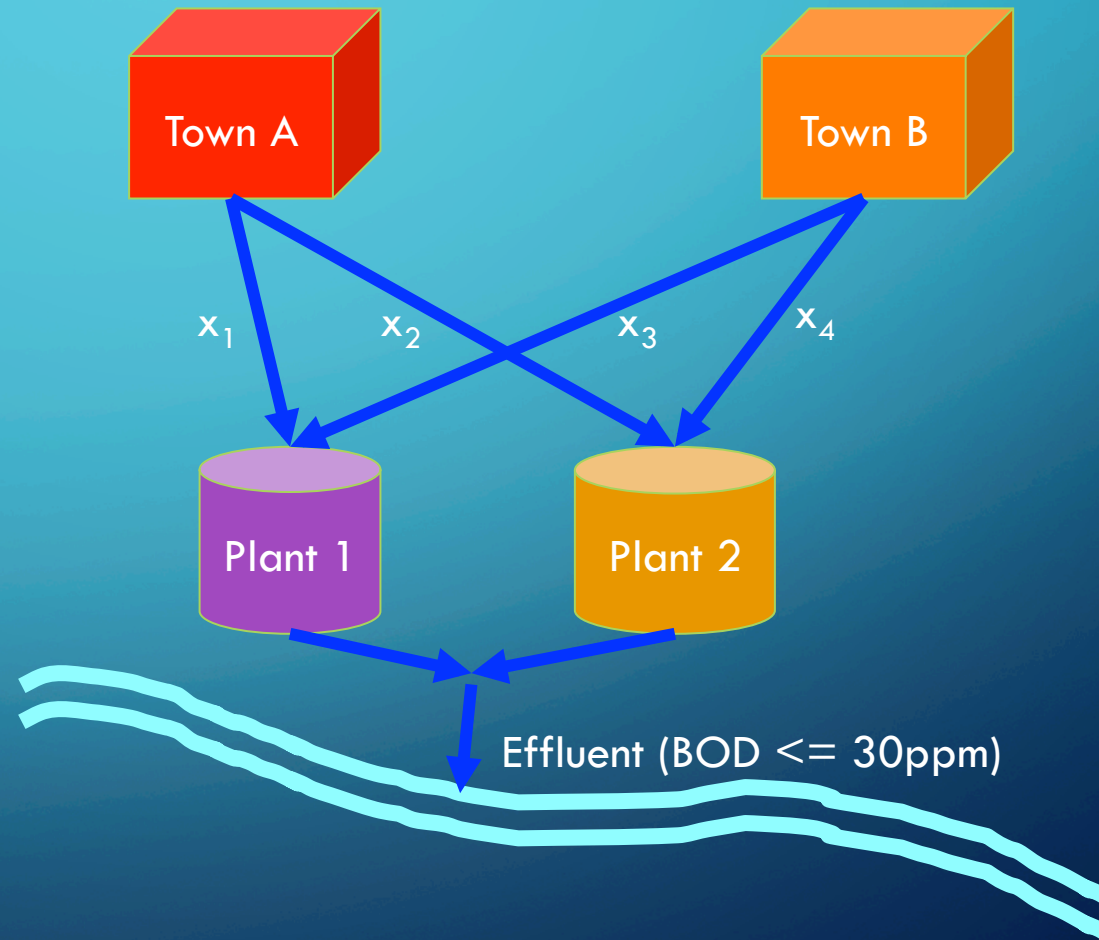 Town A
Town B
x₁
x₂
x₃
x₄
Plant 1
Plant 2
Effluent (BOD <= 30ppm)